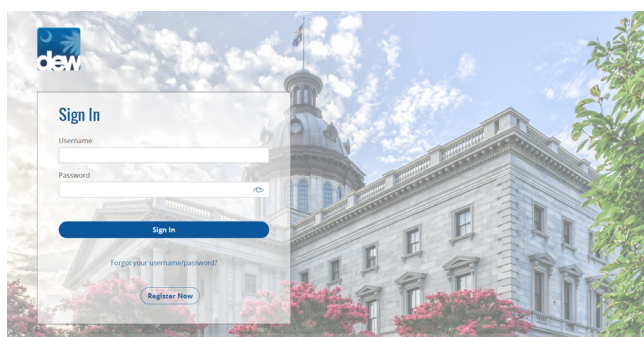 dew
Sign In
Username
Password
Sign In
Forgot your username/password?
Register Now